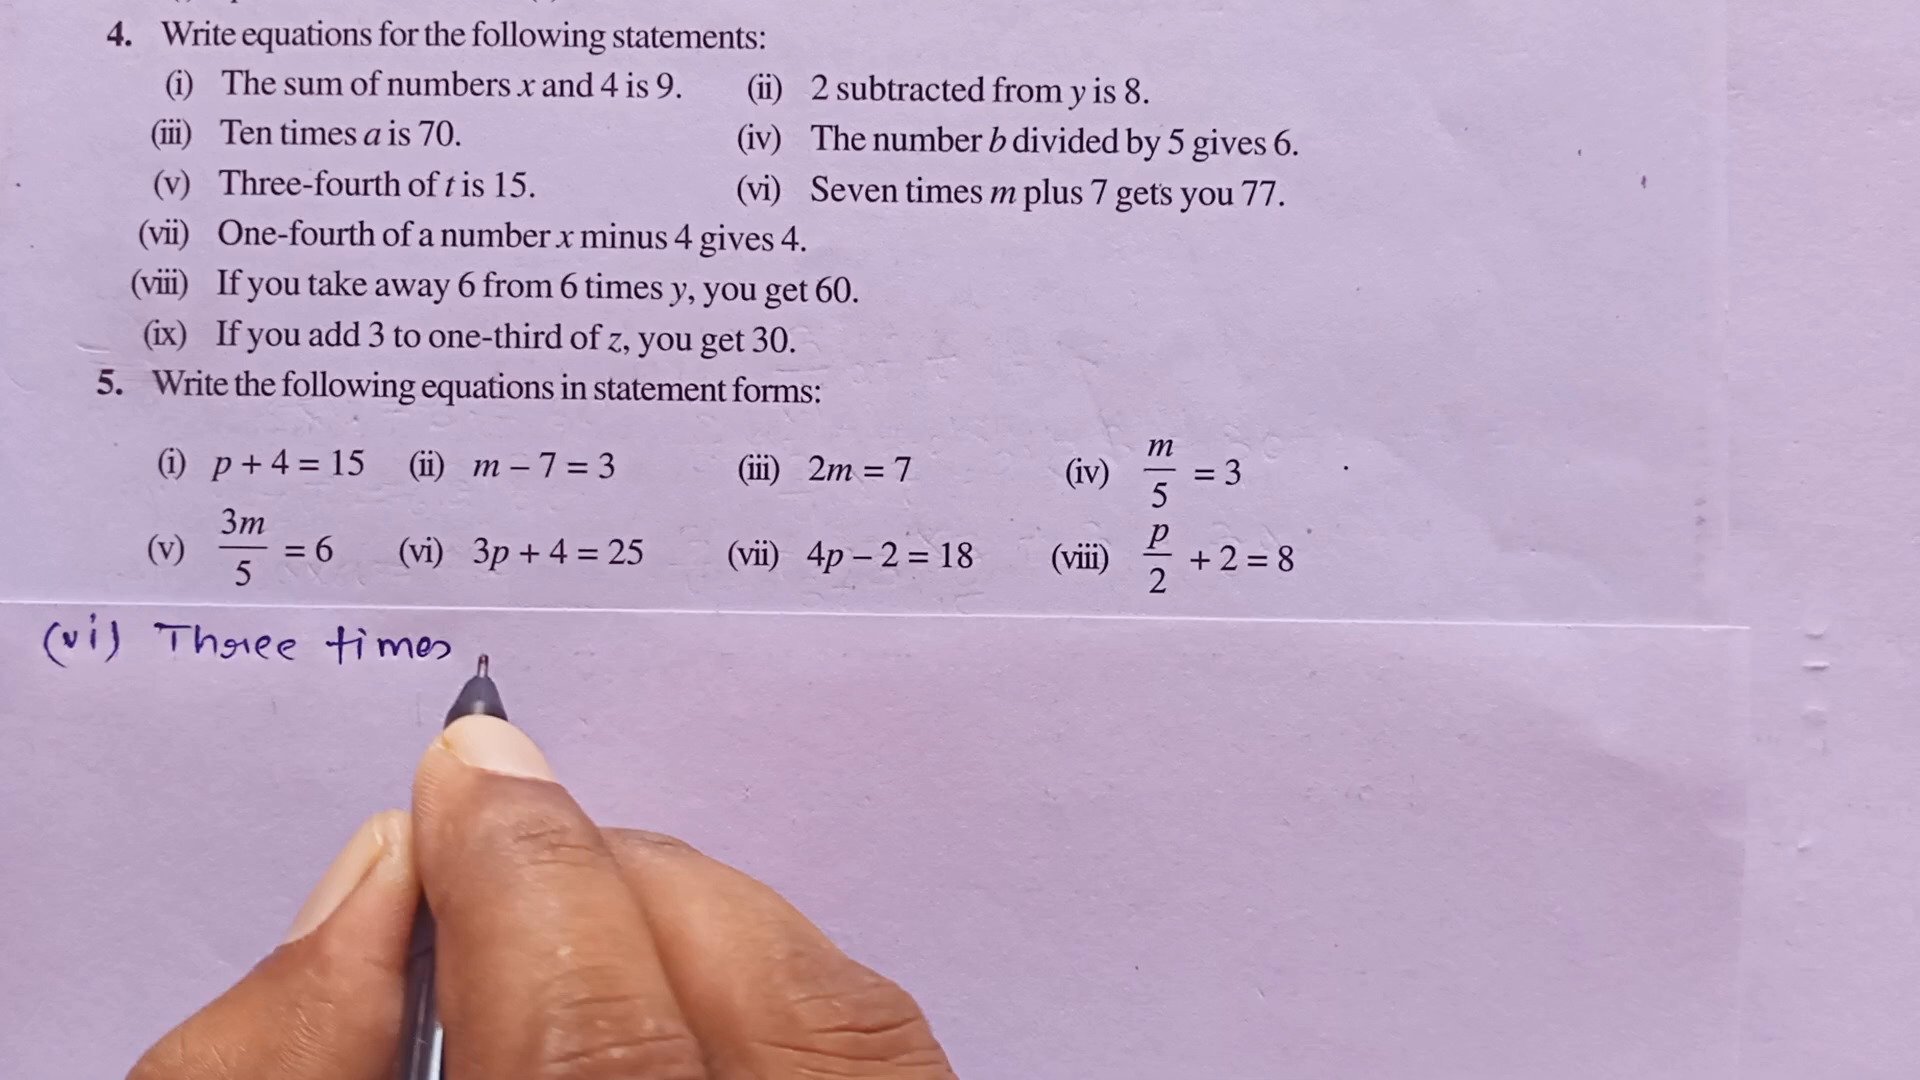 4. Write equations for the following statements:
(i) The sum of numbers x and 4 is 9. (ii) 2 subtracted from y is 8.
(iii) Ten times a is 70. (iv) The number b divided by 5 gives 6.
(v) Three-fourth of t is 15. (vi) Seven times m plus 7 gets you 77.
(vii) One-fourth of a number x minus 4 gives 4.
(viii) If you take away 6 from 6 times y, you get 60.
(ix) If you add 3 to one-third of z, you get 30.
5. Write the following equations in statement forms:
(i) p + 4 = 15 (ii) m – 7 = 3 (iii) 2m = 7 (iv) m/5 = 3
(v) 3m/5 = 6 (vi) 3p + 4 = 25 (vii) 4p – 2 = 18 (viii) p/2 + 2 = 8
(vi) Three times